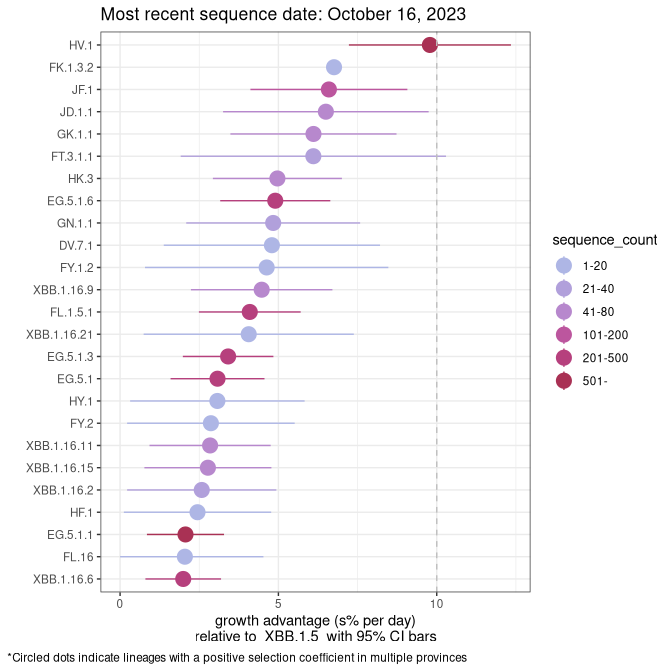 Most recent sequence date: October 16, 2023
HV.1
FK.1.3.2
JF.1
JD.1.1
GK.1.1
FT.3.1.1
HK.3
EG.5.1.6
GN.1.1
DV.7.1
FY.1.2
XBB.1.16.9
FL.1.5.1
XBB.1.16.21
EG.5.1.3
EG.5.1
HY.1
FY.2
XBB.1.16.11
XBB.1.16.15
XBB.1.16.2
HF.1
EG.5.1.1
FL.16
XBB.1.16.6
0 5 10
growth advantage (s% per day)
relative to XBB.1.5 with 95% CI bars
sequence_count
1-20
21-40
41-80
101-200
201-500
501-
*Circled dots indicate lineages with a positive selection coefficient in multiple provinces